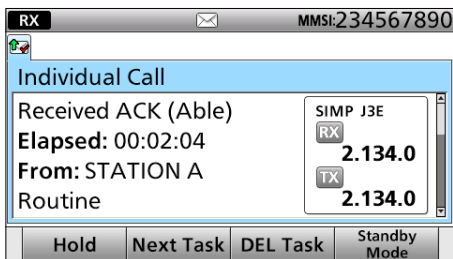 RX MMSI:234567890
Individual Call
Received ACK (Able)
Elapsed: 00:02:04
From: STATION A
Routine
SIMP J3E
RX
2.134.0
TX
2.134.0
Hold Next Task DEL Task Standby Mode